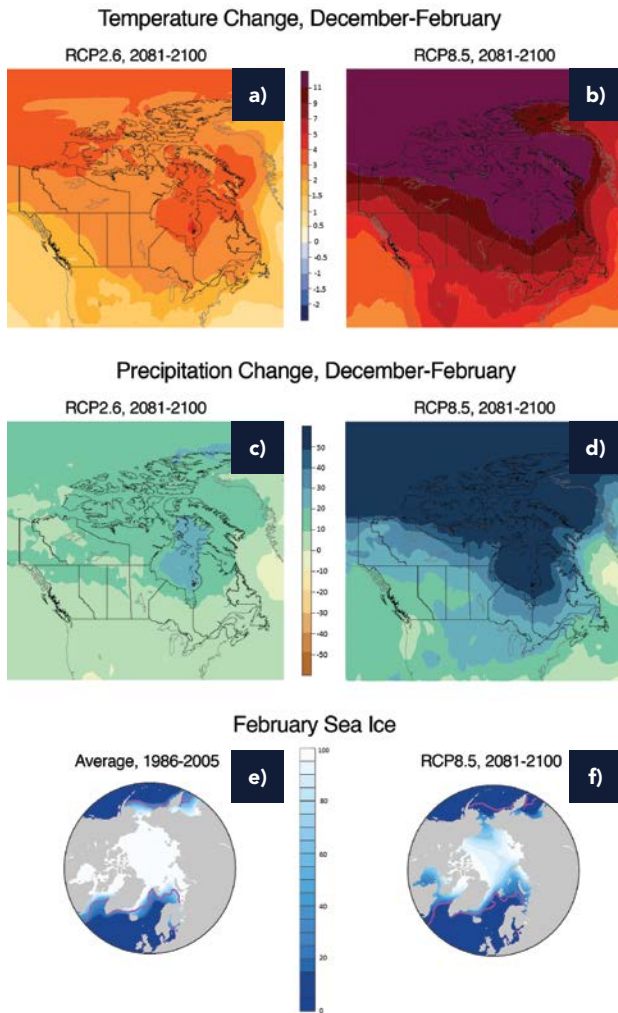 Temperature Change, December-February
RCP2.6, 2081-2100
RCP8.5, 2081-2100
a)
b)
11
9
7
5
4
3
2
1.5
1
0.5
0
-0.5
-1
-1.5
-2
Precipitation Change, December-February
RCP2.6, 2081-2100
RCP8.5, 2081-2100
c)
d)
50
40
30
20
10
0
-10
-20
-30
-40
-50
February Sea Ice
Average, 1986-2005
RCP8.5, 2081-2100
e)
f)
100
80
60
40
20
0